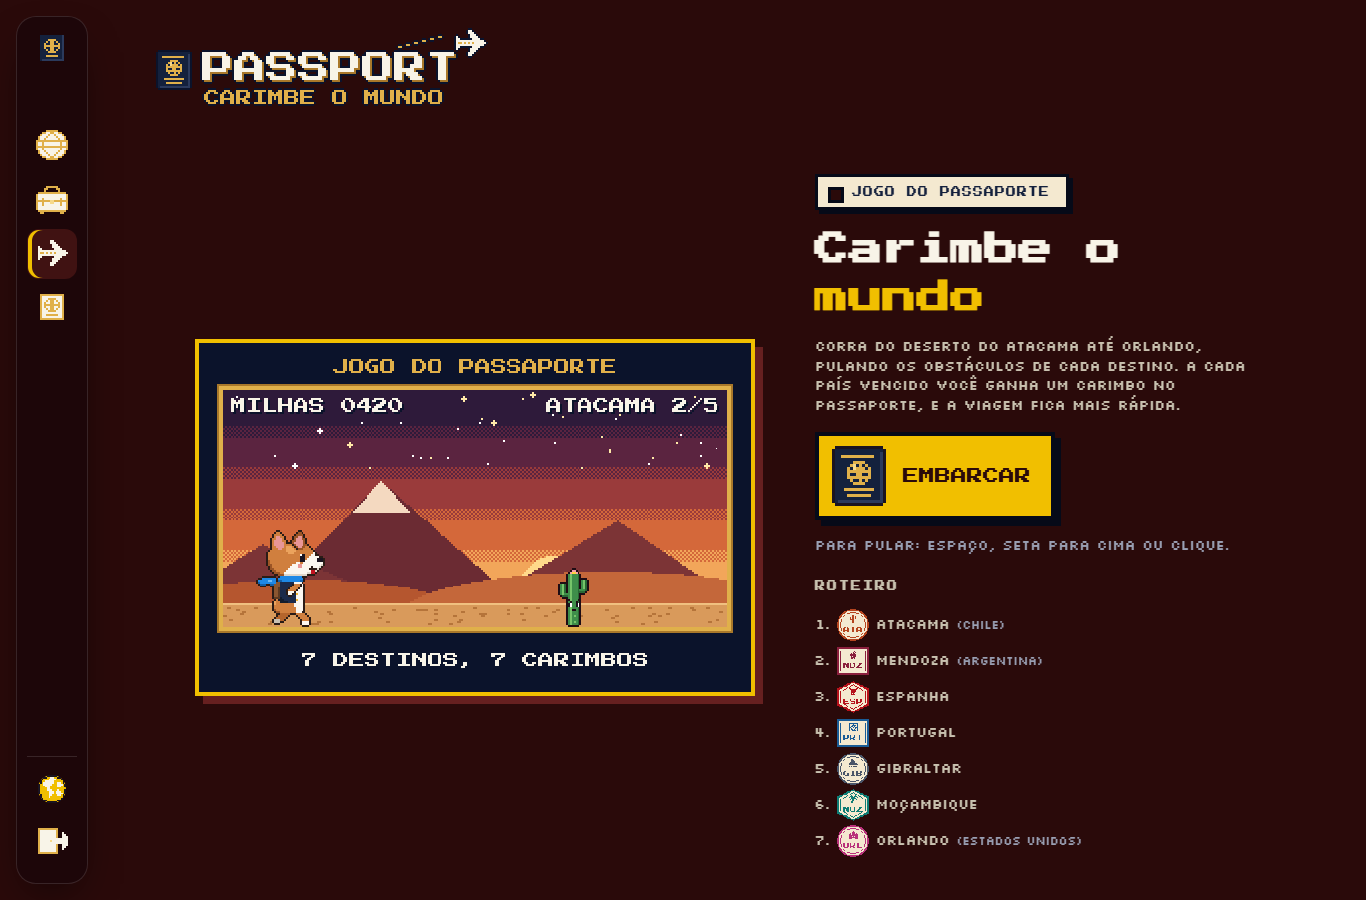 PASSPORT
CARIMBE O MUNDO
JOGO DO PASSAPORTE
Carimbe o
mundo
CORRA DO DESERTO DO ATACAMA ATÉ ORLANDO,
PULANDO OS OBSTÁCULOS DE CADA DESTINO. A CADA
PAÍS VENCIDO VOCÊ GANHA UM CARIMBO NO
PASSAPORTE, E A VIAGEM FICA MAIS RÁPIDA.
EMBARCAR
PARA PULAR: ESPAÇO, SETA PARA CIMA OU CLIQUE.
JOGO DO PASSAPORTE
MILHAS 0420 ATACAMA 2/5
7 DESTINOS, 7 CARIMBOS
ROTEIRO
1. ATACAMA (CHILE)
2. MENDOZA (ARGENTINA)
3. ESP ESPANHA
4. PORTUGAL
5. GIB GIBRALTAR
6. MOÇAMBIQUE
7. ORLANDO (ESTADOS UNIDOS)